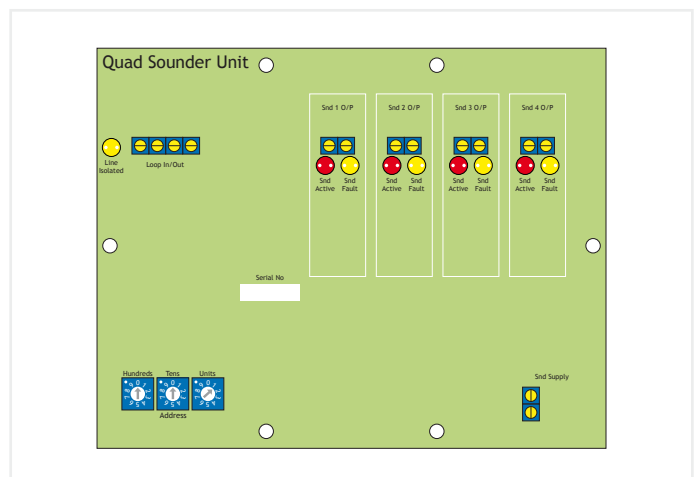 Quad Sounder Unit
Snd 1 O/P
Snd 2 O/P
Snd 3 O/P
Snd 4 O/P
Line
Isolated
Loop In/Out
Snd
Active
Snd
Fault
Snd
Active
Snd
Fault
Snd
Active
Snd
Fault
Snd
Active
Snd
Fault
Serial No
Hundreds
Tens
Units
Address
Snd Supply